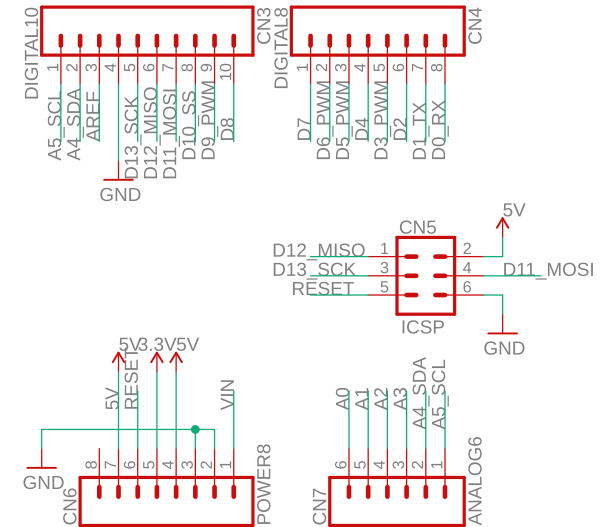 DIGITAL10
CN3
1 2 3 4 5 6 7 8 9 10
A5_SCL
A4_SDA
AREF
GND
D13_SCK
D12_MISO
D11_MOSI
D10_SS
D9_PWM
D8
DIGITAL8
CN4
1 2 3 4 5 6 7 8
D7
D6_PWM
D5_PWM
D4
D3_PWM
D2
D1_TX
D0_RX
CN5
5V
D12_MISO 1 2
D13_SCK 3 4 D11_MOSI
RESET 5 6
ICSP
GND
5V 3.3V 5V
5V
RESET
VIN
GND
8 7 6 5 4 3 2 1
CN6
POWER8
A0
A1
A2
A3
A4_SDA
A5_SCL
6 5 4 3 2 1
CN7
ANALOG6